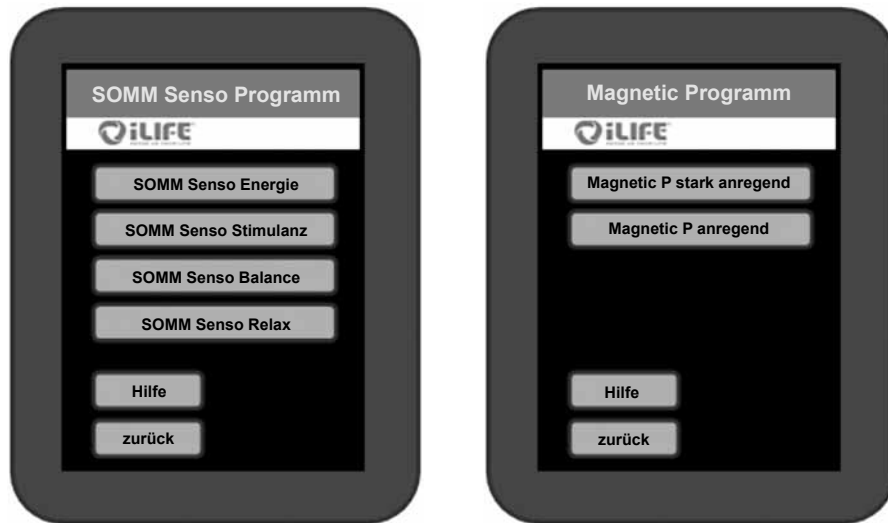 SOMM Senso Programm
iLIFE
SOMM Senso Energie
SOMM Senso Stimulanz
SOMM Senso Balance
SOMM Senso Relax
Hilfe
zurück
Magnetic Programm
iLIFE
Magnetic P stark anregend
Magnetic P anregend
Hilfe
zurück